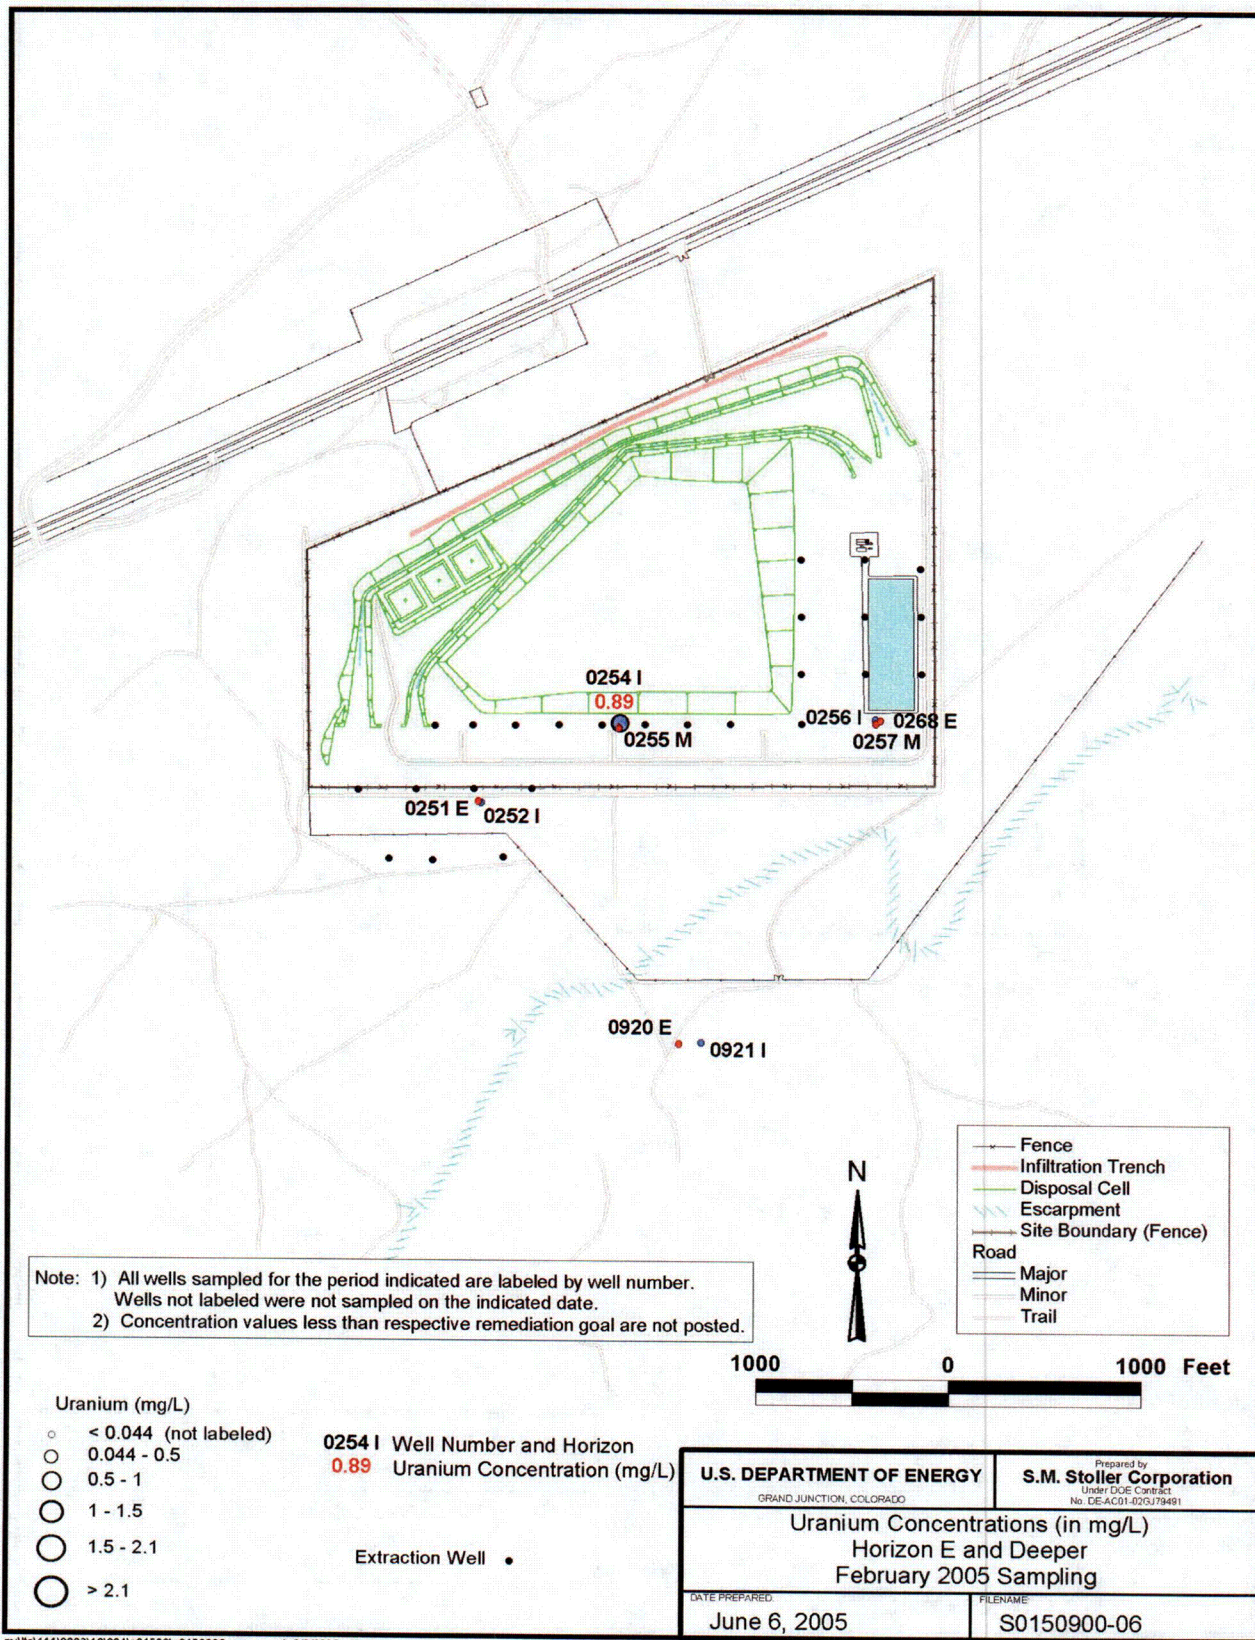 0254 I
0.89
0255 M
0256 I
0268 E
0257 M
0251 E
0252 I
0920 E
0921 I
Fence
Infiltration Trench
Disposal Cell
Escarpment
Site Boundary (Fence)
Road
Major
Minor
Trail
N
Note: 1) All wells sampled for the period indicated are labeled by well number.
Wells not labeled were not sampled on the indicated date.
2) Concentration values less than respective remediation goal are not posted.
1000 0 1000 Feet
Uranium (mg/L)
< 0.044 (not labeled)
0.044 - 0.5
0.5 - 1
1 - 1.5
1.5 - 2.1
> 2.1
0254 I Well Number and Horizon
0.89 Uranium Concentration (mg/L)
Extraction Well
U.S. DEPARTMENT OF ENERGY
GRAND JUNCTION, COLORADO
Prepared by
S.M. Stoller Corporation
Under DOE Contract
No. DE-AC01-02GJ79491
Uranium Concentrations (in mg/L)
Horizon E and Deeper
February 2005 Sampling
DATE PREPARED:
June 6, 2005
FILENAME:
S0150900-06